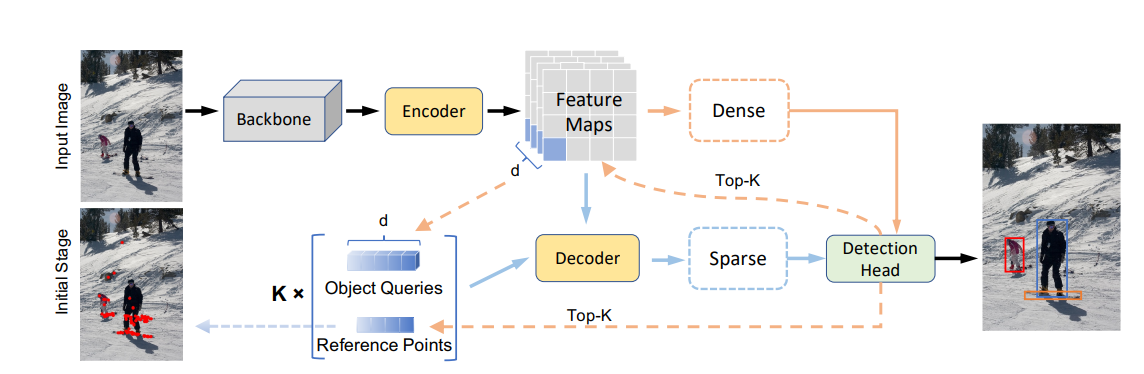 Input Image
Backbone
Encoder
Feature
Maps
Dense
d
Top-K
Initial Stage
d
K ×
Object Queries
Reference Points
Decoder
Sparse
Detection
Head
Top-K